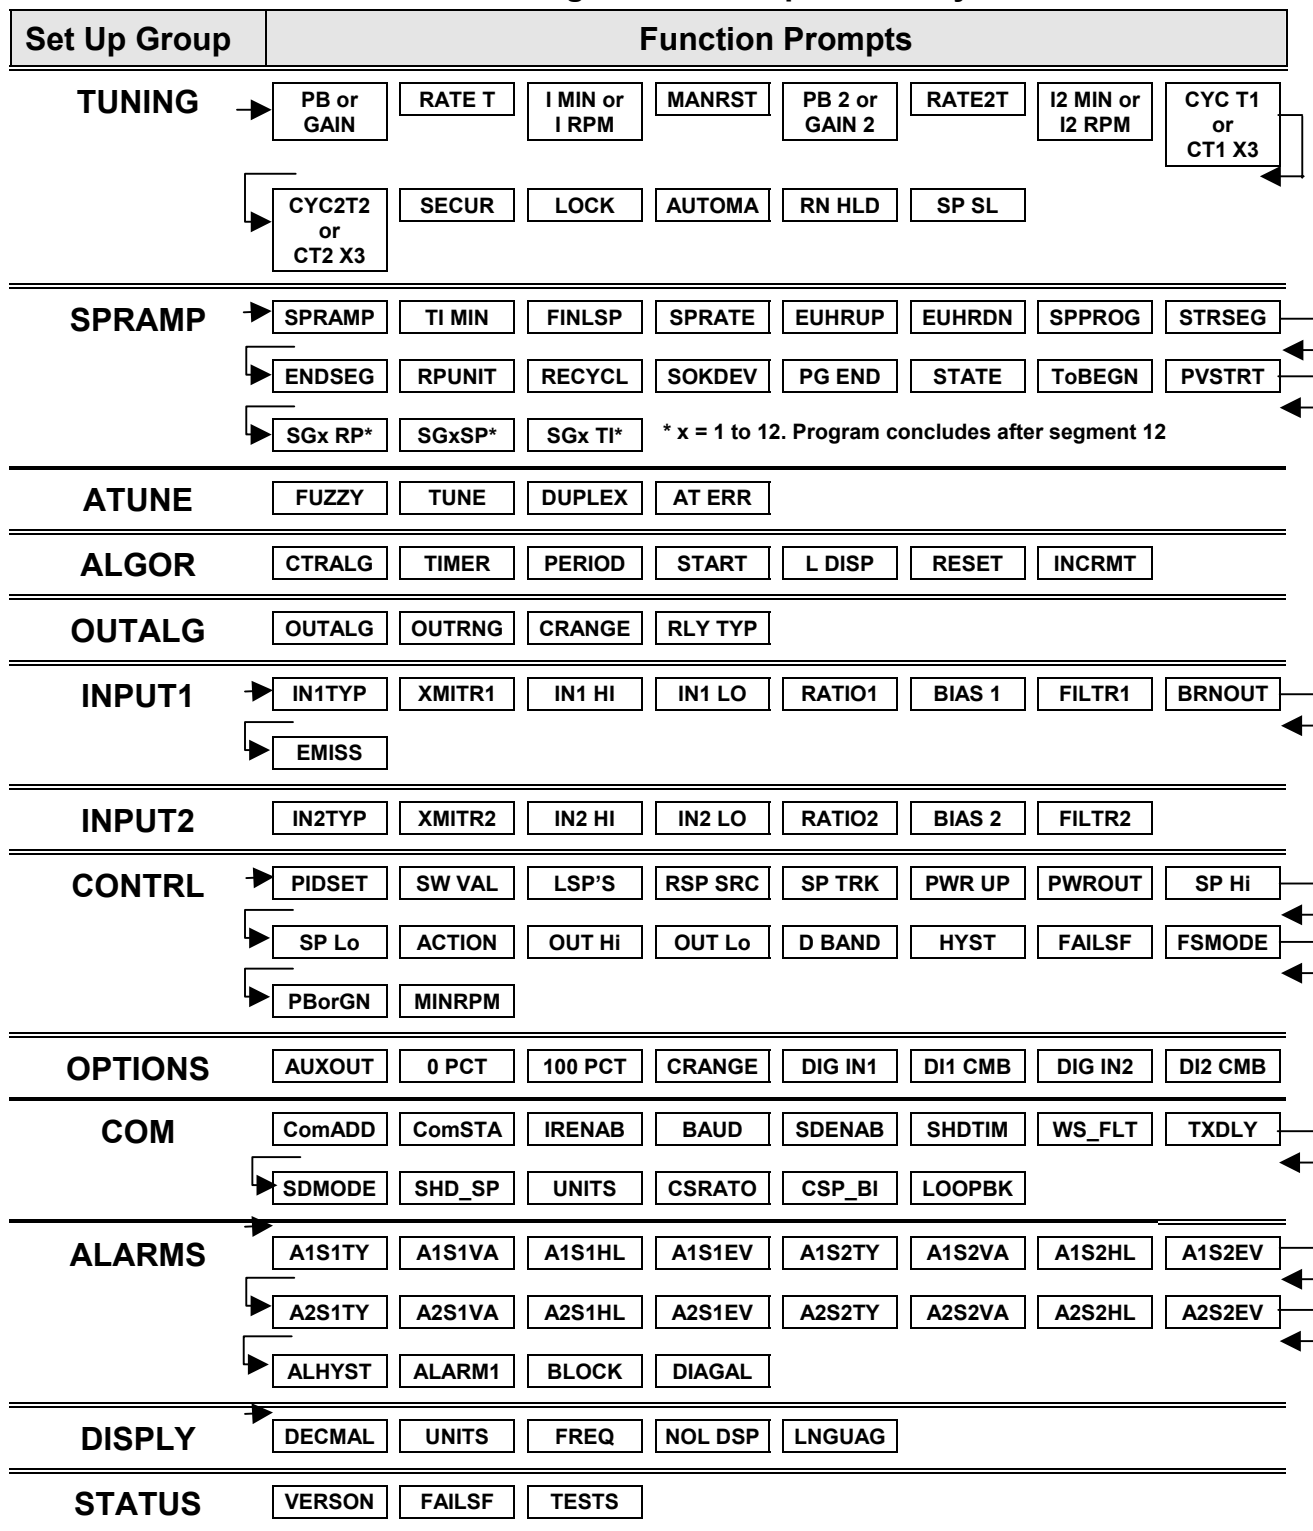 Set Up Group Function Prompts
TUNING PB or GAIN RATE T I MIN or I RPM MANRST PB 2 or GAIN 2 RATE2T I2 MIN or I2 RPM CYC T1 or CT1 X3
CYC2T2 or CT2 X3 SECUR LOCK AUTOMA RN HLD SP SL
SPRAMP SPRAMP TI MIN FINLSP SPRATE EUHRUP EUHRDN SPPROG STRSEG
ENDSEG RPUNIT RECYCL SOKDEV PG END STATE ToBEGN PVSTRT
SGx RP* SGxSP* SGx TI* * x = 1 to 12. Program concludes after segment 12
ATUNE FUZZY TUNE DUPLEX AT ERR
ALGOR CTRALG TIMER PERIOD START L DISP RESET INCRMT
OUTALG OUTALG OUTRNG CRANGE RLY TYP
INPUT1 IN1TYP XMITR1 IN1 HI IN1 LO RATIO1 BIAS 1 FILTR1 BRNOUT
EMISS
INPUT2 IN2TYP XMITR2 IN2 HI IN2 LO RATIO2 BIAS 2 FILTR2
CONTRL PIDSET SW VAL LSP'S RSP SRC SP TRK PWR UP PWROUT SP Hi
SP Lo ACTION OUT Hi OUT Lo D BAND HYST FAILSF FSMODE
PBorGN MINRPM
OPTIONS AUXOUT 0 PCT 100 PCT CRANGE DIG IN1 DI1 CMB DIG IN2 DI2 CMB
COM ComADD ComSTA IRENAB BAUD SDENAB SHDTIM WS_FLT TXDLY
SDMODE SHD_SP UNITS CSRATO CSP_BI LOOPBK
ALARMS A1S1TY A1S1VA A1S1HL A1S1EV A1S2TY A1S2VA A1S2HL A1S2EV
A2S1TY A2S1VA A2S1HL A2S1EV A2S2TY A2S2VA A2S2HL A2S2EV
ALHYST ALARM1 BLOCK DIAGAL
DISPLY DECMAL UNITS FREQ NOL DSP LNGUAG
STATUS VERSON FAILSF TESTS